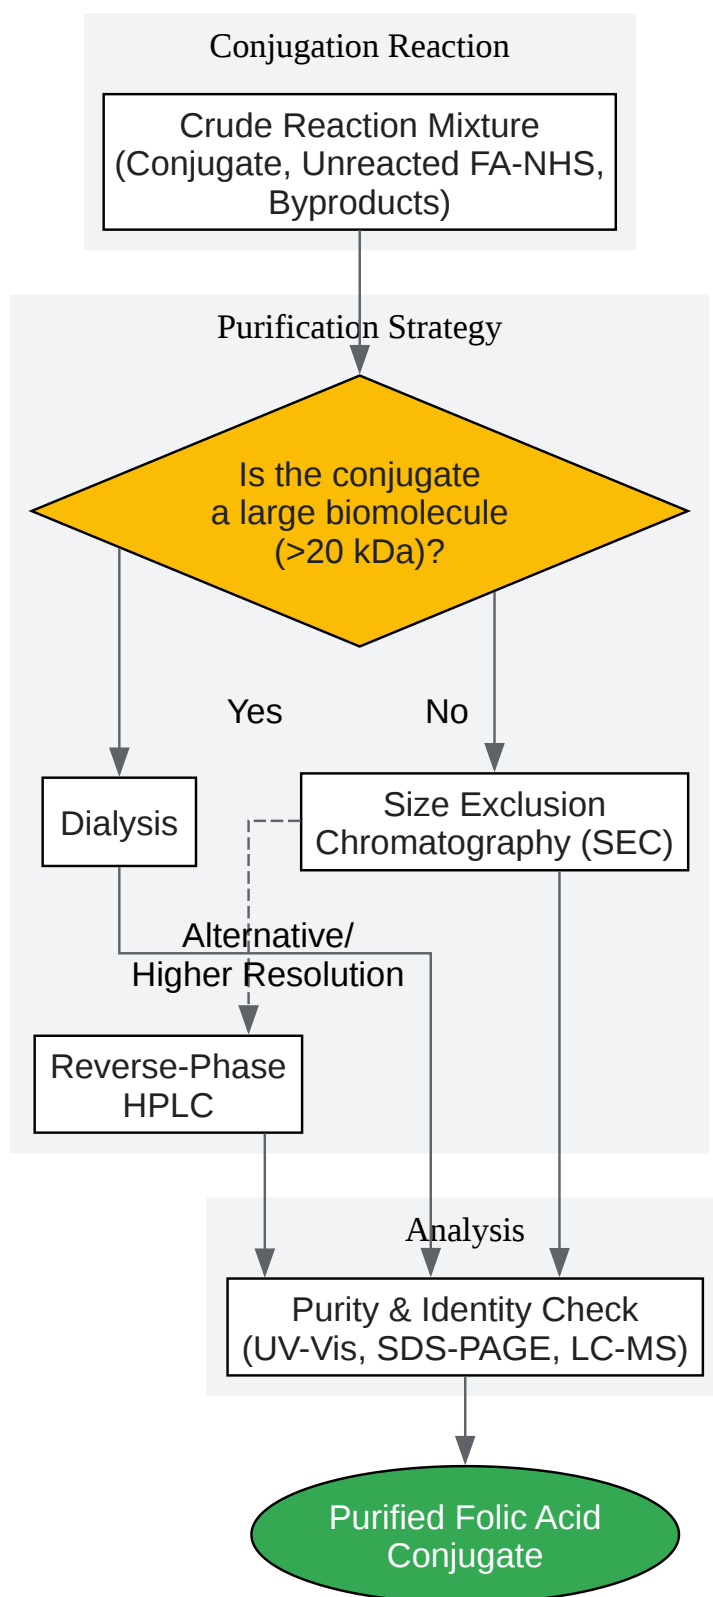 Conjugation Reaction
Crude Reaction Mixture
(Conjugate, Unreacted FA-NHS,
Byproducts)
Purification Strategy
Is the conjugate
a large biomolecule
(>20 kDa)?
Yes
No
Dialysis
Size Exclusion
Chromatography (SEC)
Alternative/
Higher Resolution
Reverse-Phase
HPLC
Analysis
Purity & Identity Check
(UV-Vis, SDS-PAGE, LC-MS)
Purified Folic Acid
Conjugate